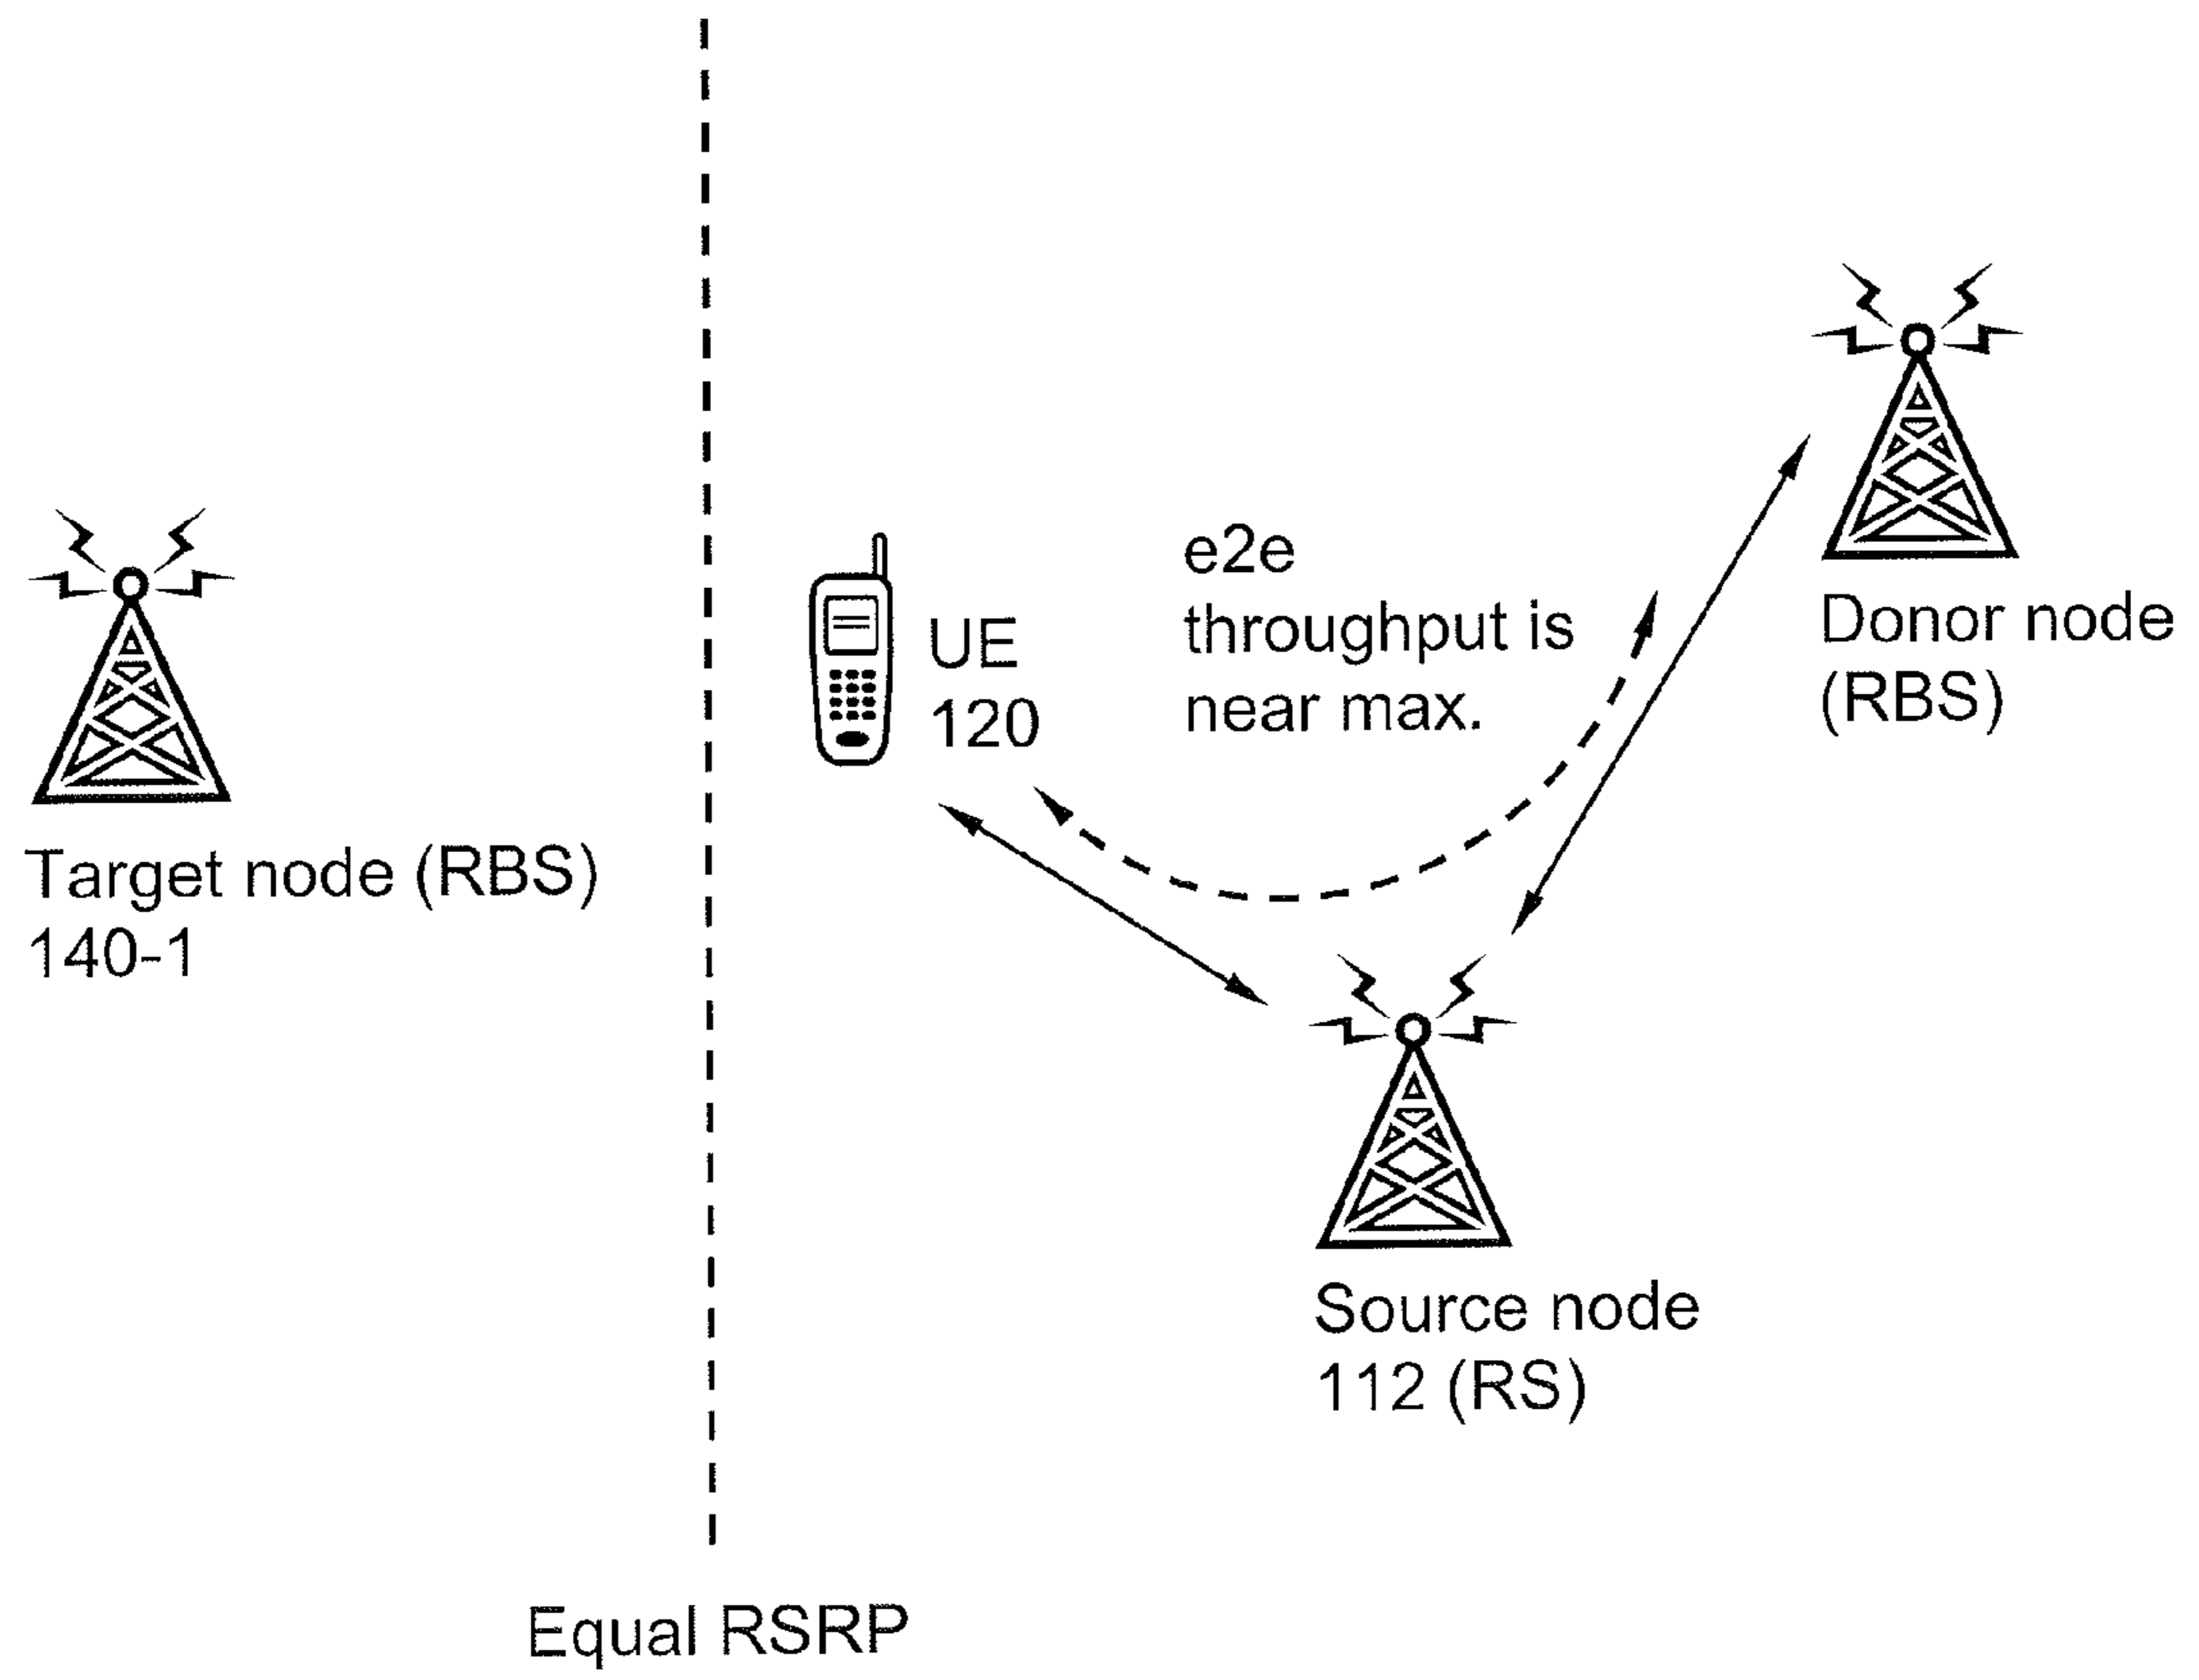 e2e
throughput is
near max.
UE
120
Donor node
(RBS)
Target node (RBS)
140-1
Source node
112 (RS)
Equal RSRP